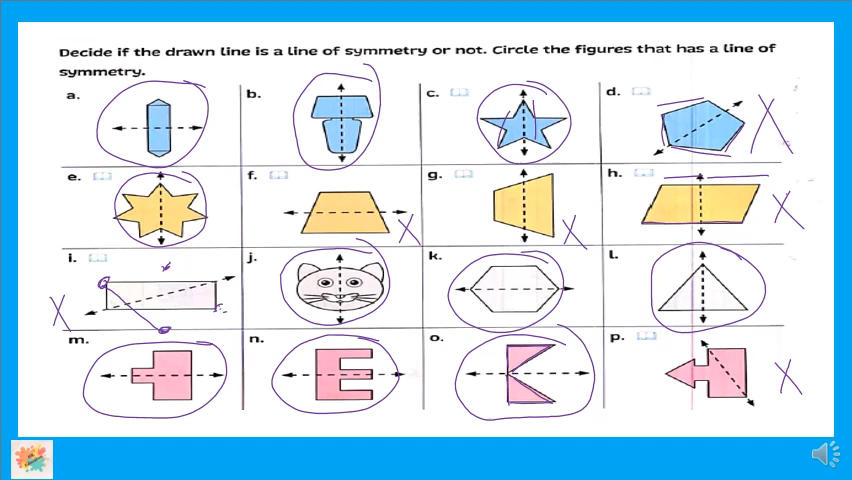 Decide if the drawn line is a line of symmetry or not. Circle the figures that has a line of
symmetry.
a. b. c. d.
e. f. g. h.
i. j. k. l.
m. n. o. p.